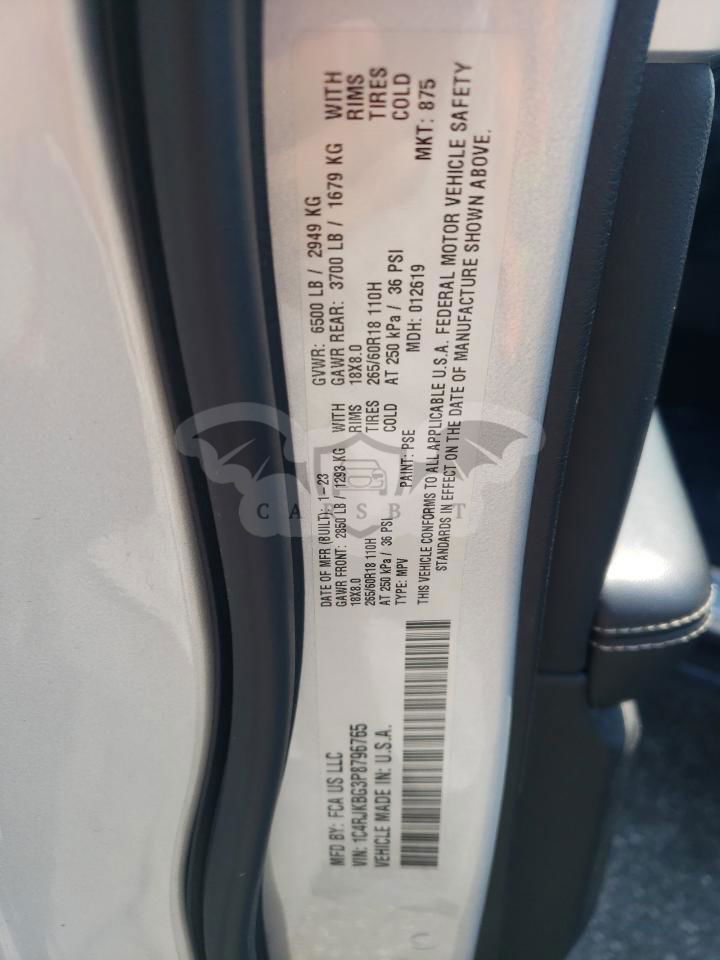 MFD BY: FCA US LLC
VIN: 1C4RJKBG3P8796765
VEHICLE MADE IN: U.S.A.
DATE OF MFR (BUILT): 1-23
GAWR FRONT: 2850 LB / 1293 KG WITH
18X8.0 RIMS
265/60R18 110H TIRES
AT 250 kPa / 36 PSI COLD
TYPE: MPV PAINT: PSE
GVWR: 6500 LB / 2949 KG
GAWR REAR: 3700 LB / 1679 KG WITH
18X8.0 RIMS
265/60R18 110H TIRES
AT 250 kPa / 36 PSI COLD
MDH: 012619 MKT: 875
THIS VEHICLE CONFORMS TO ALL APPLICABLE U.S.A. FEDERAL MOTOR VEHICLE SAFETY
STANDARDS IN EFFECT ON THE DATE OF MANUFACTURE SHOWN ABOVE.